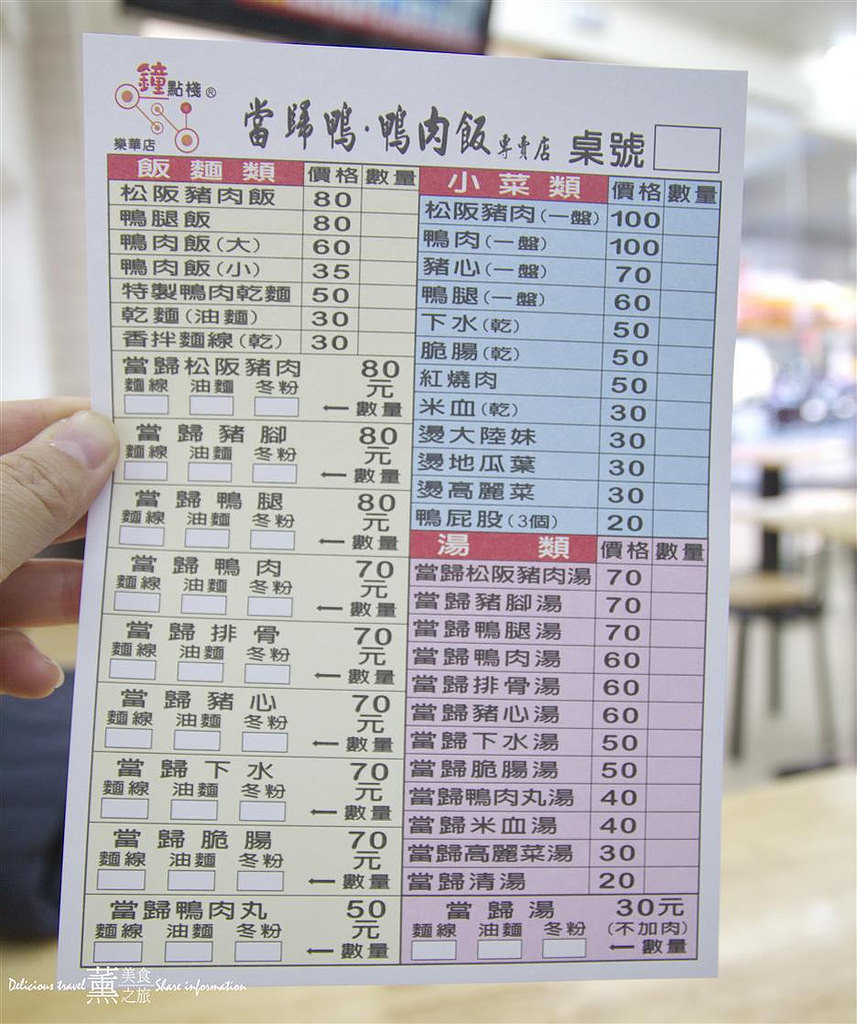 鐘點棧®
樂華店
當歸鴨·鴨肉飯專賣店 桌號
飯麵類 價格 數量
松阪豬肉飯 80
鴨腿飯 80
鴨肉飯(大) 60
鴨肉飯(小) 35
特製鴨肉乾麵 50
乾麵(油麵) 30
香拌麵線(乾) 30
當歸松阪豬肉 80元
麵線 油麵 冬粉 ←數量
當歸豬腳 80元
麵線 油麵 冬粉 ←數量
當歸鴨腿 80元
麵線 油麵 冬粉 ←數量
當歸鴨肉 70元
麵線 油麵 冬粉 ←數量
當歸排骨 70元
麵線 油麵 冬粉 ←數量
當歸豬心 70元
麵線 油麵 冬粉 ←數量
當歸下水 70元
麵線 油麵 冬粉 ←數量
當歸脆腸 70元
麵線 油麵 冬粉 ←數量
當歸鴨肉丸 50元
麵線 油麵 冬粉 ←數量
小菜類 價格 數量
松阪豬肉(一盤) 100
鴨肉(一盤) 100
豬心(一盤) 70
鴨腿(一盤) 60
下水(乾) 50
脆腸(乾) 50
紅燒肉 50
米血(乾) 30
燙大陸妹 30
燙地瓜葉 30
燙高麗菜 30
鴨屁股(3個) 20
湯類 價格 數量
當歸松阪豬肉湯 70
當歸豬腳湯 70
當歸鴨腿湯 70
當歸鴨肉湯 60
當歸排骨湯 60
當歸豬心湯 60
當歸下水湯 50
當歸脆腸湯 50
當歸鴨肉丸湯 40
當歸米血湯 40
當歸高麗菜湯 30
當歸清湯 20
當歸湯 30元
(不加肉)
麵線 油麵 冬粉 ←數量
Delicious travel 薰 美食之旅 Share information